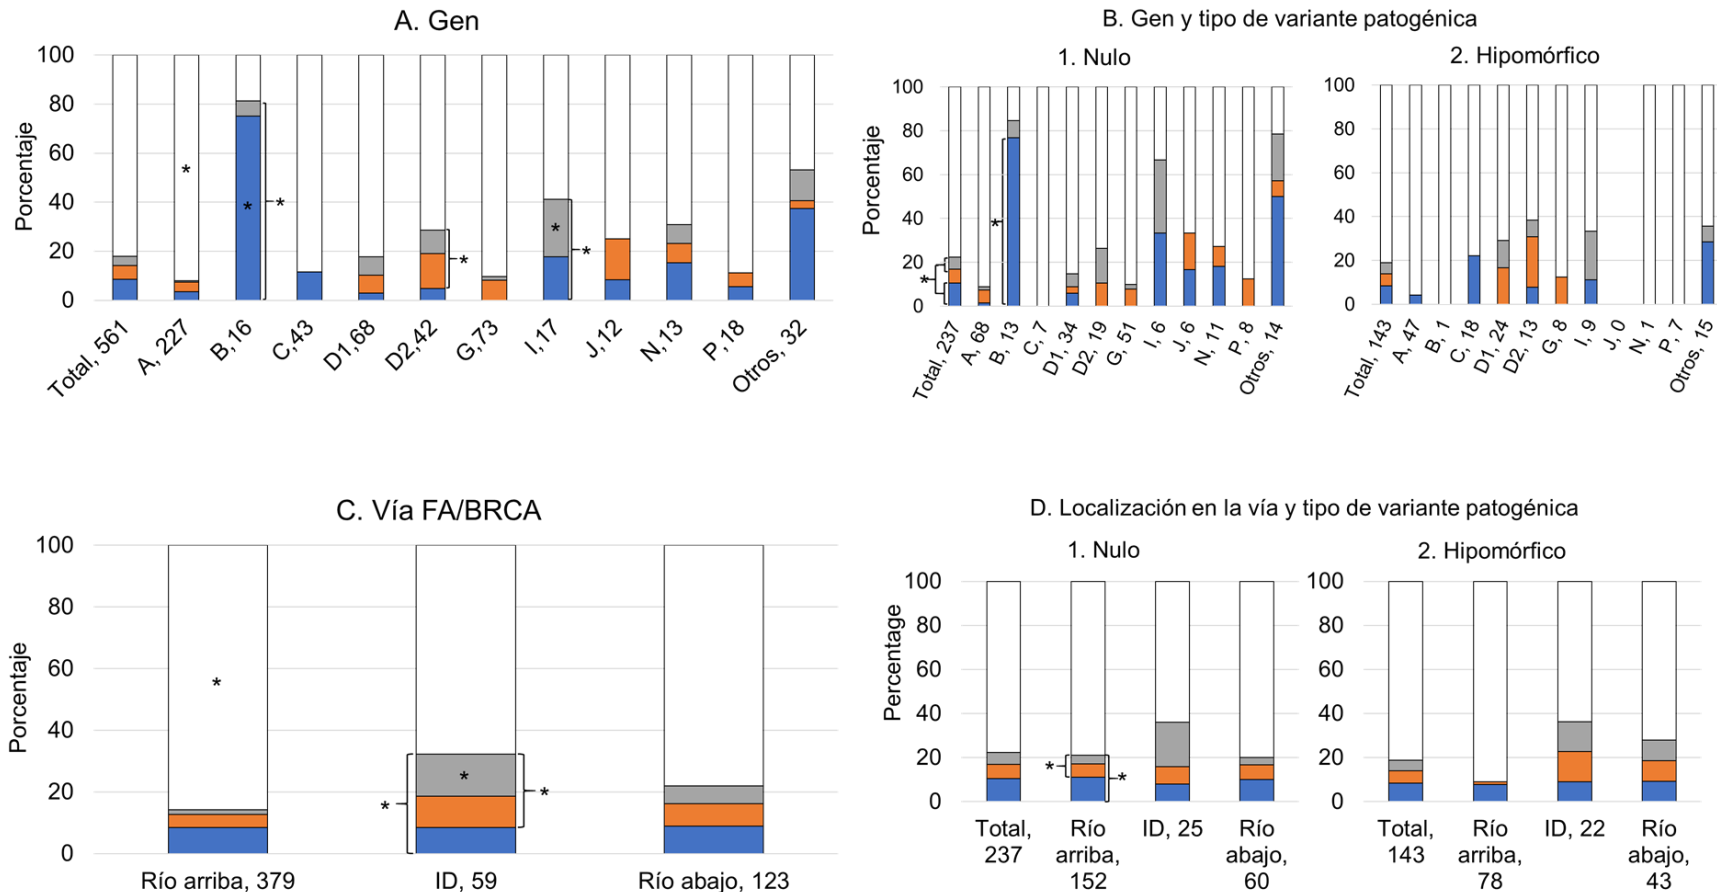 A. Gen
Porcentaje
100
80
60
40
20
0
*
*
*
*
*
*
Total, 561
A, 227
B,16
C,43
D1,68
D2,42
G,73
I,17
J,12
N,13
P,18
Otros, 32
B. Gen y tipo de variante patogénica
1. Nulo
Porcentaje
100
80
60
40
20
0
*
*
Total, 237
A, 68
B, 13
C, 7
D1, 34
D2, 19
G, 51
I, 6
J, 6
N, 11
P, 8
Otros, 14
2. Hipomórfico
100
80
60
40
20
0
Total, 143
A, 47
B, 1
C, 18
D1, 24
D2, 13
G, 8
I, 9
J, 0
N, 1
P, 7
Otros, 15
C. Vía FA/BRCA
Porcentaje
100
80
60
40
20
0
*
*
*
*
Río arriba, 379
ID, 59
Río abajo, 123
D. Localización en la vía y tipo de variante patogénica
1. Nulo
Percentage
100
80
60
40
20
0
*
*
Total,
237
Río
arriba,
152
ID, 25
Río
abajo,
60
2. Hipomórfico
100
80
60
40
20
0
Total,
143
Río
arriba,
78
ID, 22
Río
abajo,
43